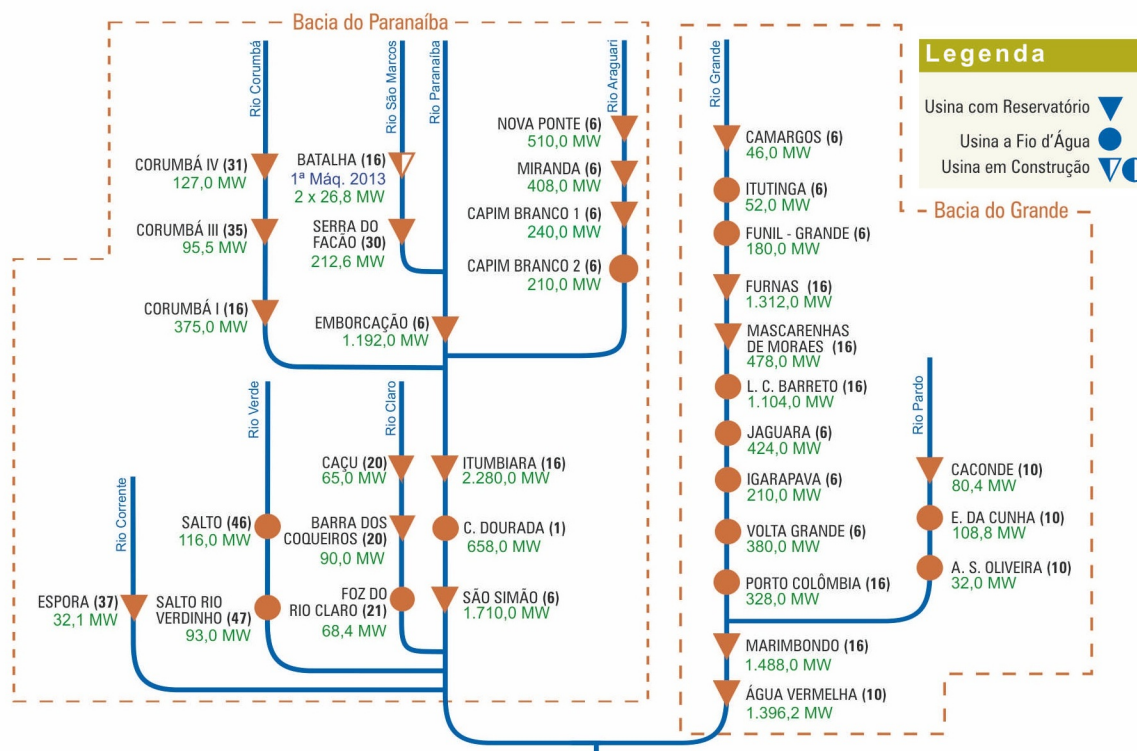 Bacia do Paranaíba
Rio Corumbá
CORUMBÁ IV (31)
127,0 MW
CORUMBÁ III (35)
95,5 MW
CORUMBÁ I (16)
375,0 MW
Rio São Marcos
BATALHA (16)
1ª Máq. 2013
2 x 26,8 MW
SERRA DO
FACÃO (30)
212,6 MW
Rio Paranaíba
EMBORCAÇÃO (6)
1.192,0 MW
Rio Araguari
NOVA PONTE (6)
510,0 MW
MIRANDA (6)
408,0 MW
CAPIM BRANCO 1 (6)
240,0 MW
CAPIM BRANCO 2 (6)
210,0 MW
Rio Corrente
ESPORA (37)
32,1 MW
Rio Verde
SALTO (46)
116,0 MW
SALTO RIO
VERDINHO (47)
93,0 MW
Rio Claro
CAÇU (20)
65,0 MW
BARRA DOS
COQUEIROS (20)
90,0 MW
FOZ DO
RIO CLARO (21)
68,4 MW
ITUMBIARA (16)
2.280,0 MW
C. DOURADA (1)
658,0 MW
SÃO SIMÃO (6)
1.710,0 MW
Rio Grande
CAMARGOS (6)
46,0 MW
ITUTINGA (6)
52,0 MW
FUNIL - GRANDE (6)
180,0 MW
FURNAS (16)
1.312,0 MW
MASCARENHAS
DE MORAES (16)
478,0 MW
L. C. BARRETO (16)
1.104,0 MW
JAGUARA (6)
424,0 MW
IGARAPAVA (6)
210,0 MW
VOLTA GRANDE (6)
380,0 MW
PORTO COLÔMBIA (16)
328,0 MW
MARIMBONDO (16)
1.488,0 MW
ÁGUA VERMELHA (10)
1.396,2 MW
Rio Pardo
CACONDE (10)
80,4 MW
E. DA CUNHA (10)
108,8 MW
A. S. OLIVEIRA (10)
32,0 MW
Bacia do Grande
Legenda
Usina com Reservatório
Usina a Fio d'Água
Usina em Construção